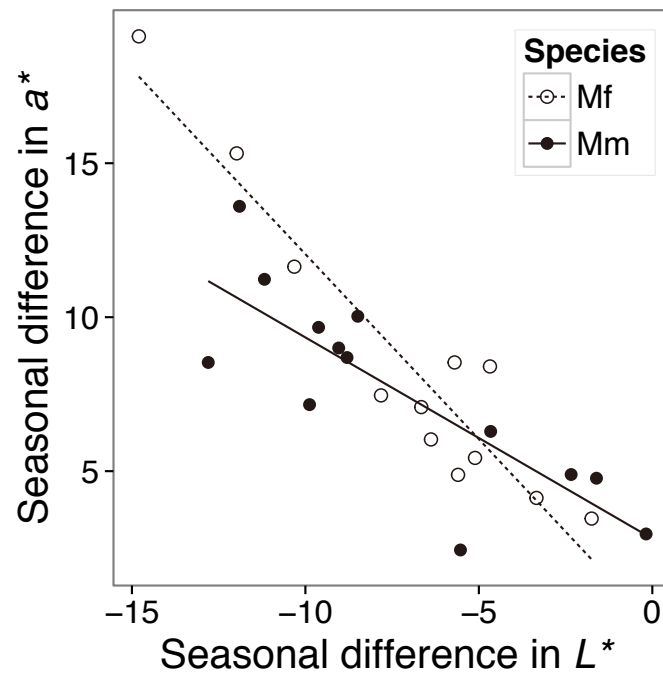 Species
Mf
Mm
Seasonal difference in a*
15
10
5
−15
−10
−5
0
Seasonal difference in L*